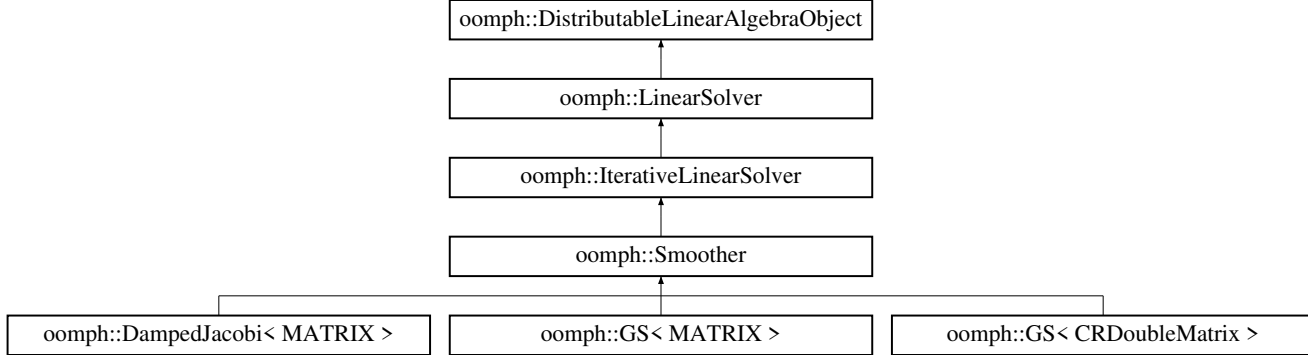 oomph::DistributableLinearAlgebraObject
oomph::LinearSolver
oomph::IterativeLinearSolver
oomph::Smoother
oomph::DampedJacobi< MATRIX >
oomph::GS< MATRIX >
oomph::GS< CRDoubleMatrix >